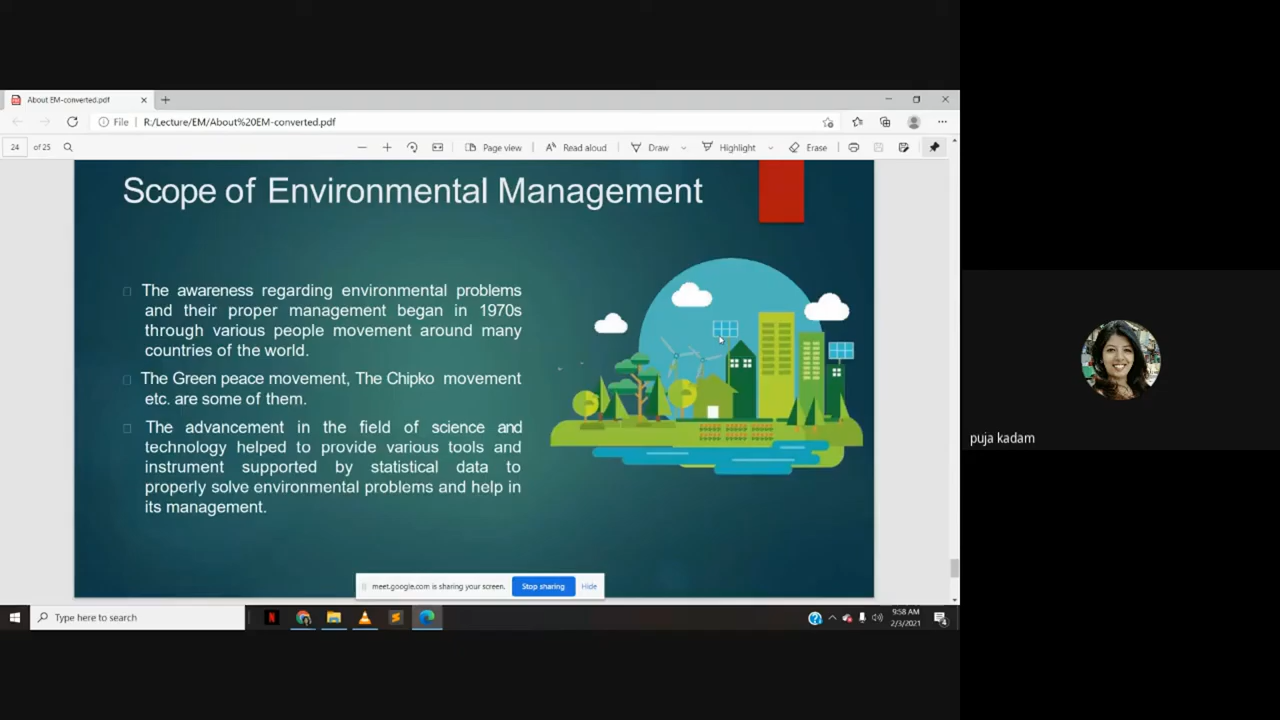 About EM-converted.pdf
File R:/Lecture/EM/About%20EM-converted.pdf
24 of 25 Page view Read aloud Draw Highlight Erase
Scope of Environmental Management
The awareness regarding environmental problems
and their proper management began in 1970s
through various people movement around many
countries of the world.
The Green peace movement, The Chipko movement
etc. are some of them.
The advancement in the field of science and
technology helped to provide various tools and
instrument supported by statistical data to
properly solve environmental problems and help in
its management.
puja kadam
meet.google.com is sharing your screen. Stop sharing Hide
Type here to search
9:58 AM
2/3/2021